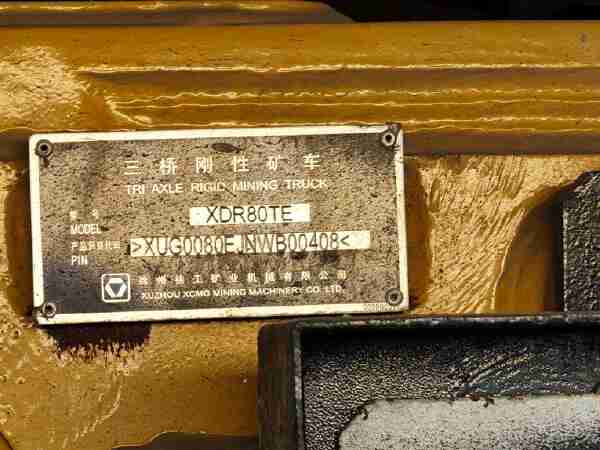 三桥刚性矿车
TRI AXLE RIGID MINING TRUCK
型号
MODEL XDR80TE
产品识别代码
PIN >XUG0080EJNWB00408<
徐州徐工矿业机械有限公司
XUZHOU XCMG MINING MACHINERY CO. LTD.